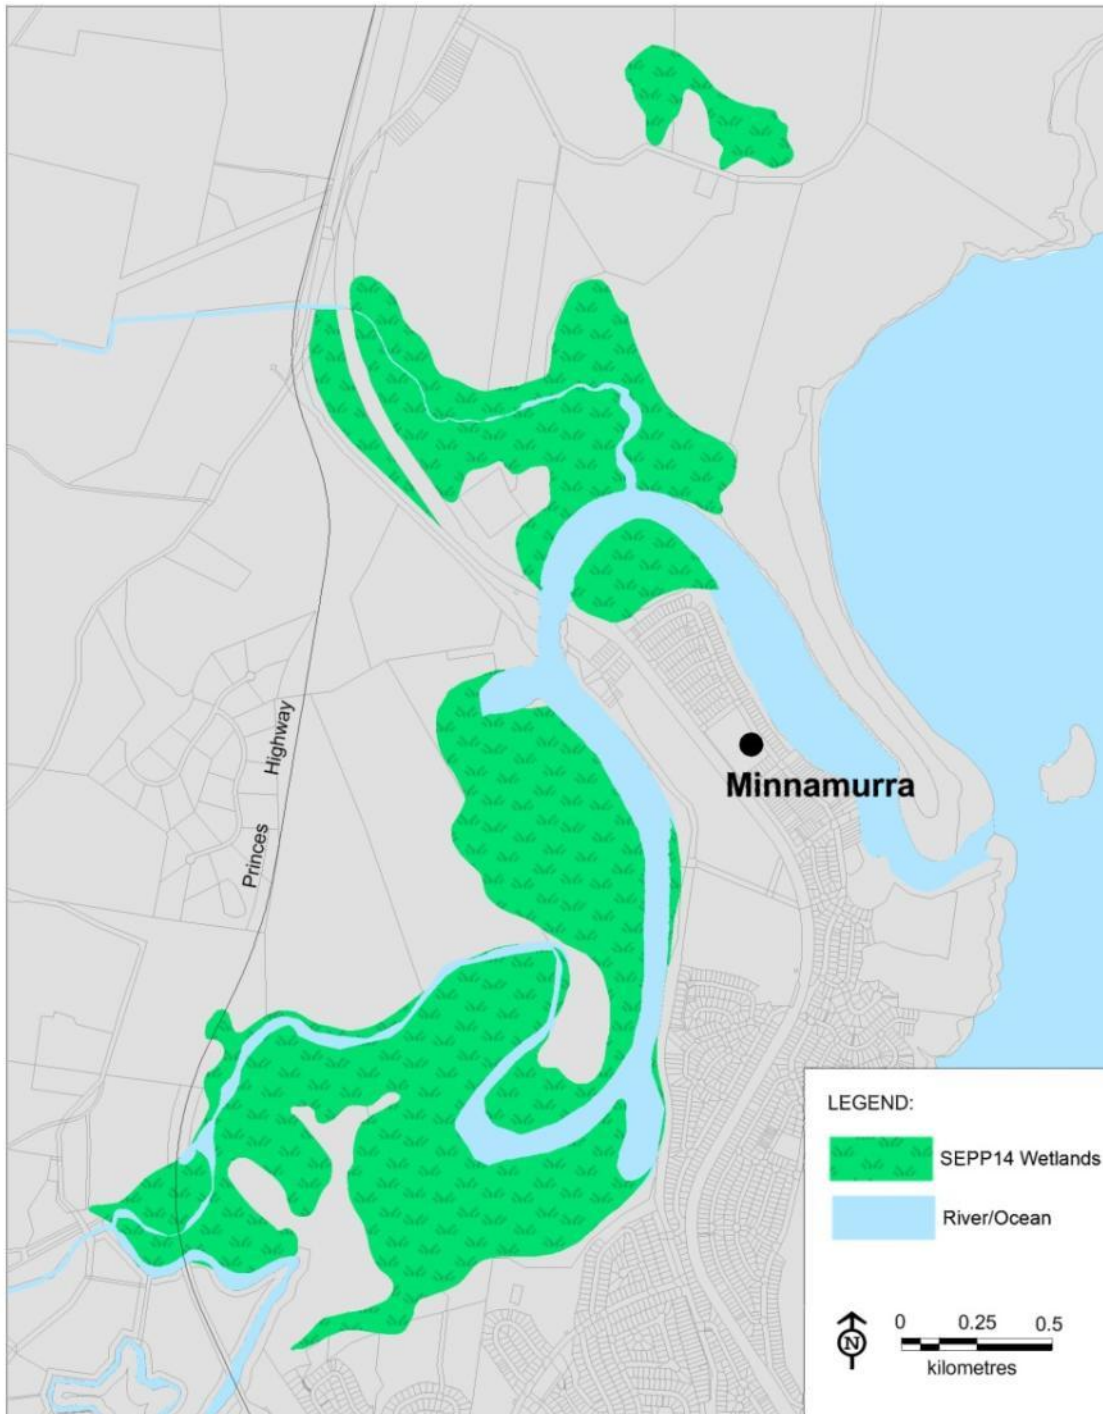 Highway
Princes
Minnamurra
LEGEND:
SEPP14 Wetlands
River/Ocean
N
0 0.25 0.5
kilometres